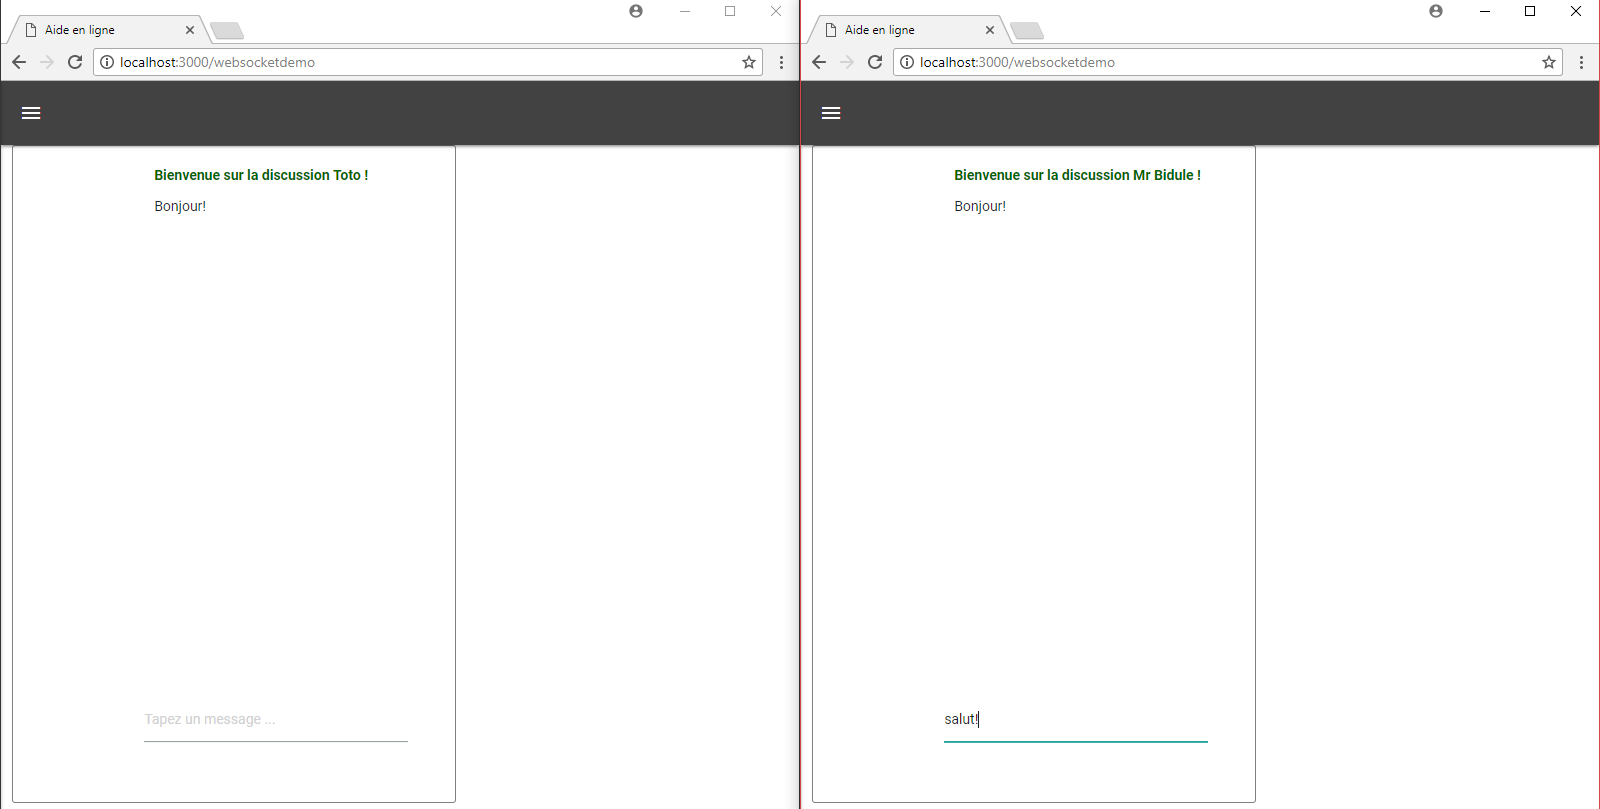 Aide en ligne
localhost:3000/websocketdemo
Bienvenue sur la discussion Toto !
Bonjour!
Tapez un message ...
Aide en ligne
localhost:3000/websocketdemo
Bienvenue sur la discussion Mr Bidule !
Bonjour!
salut!